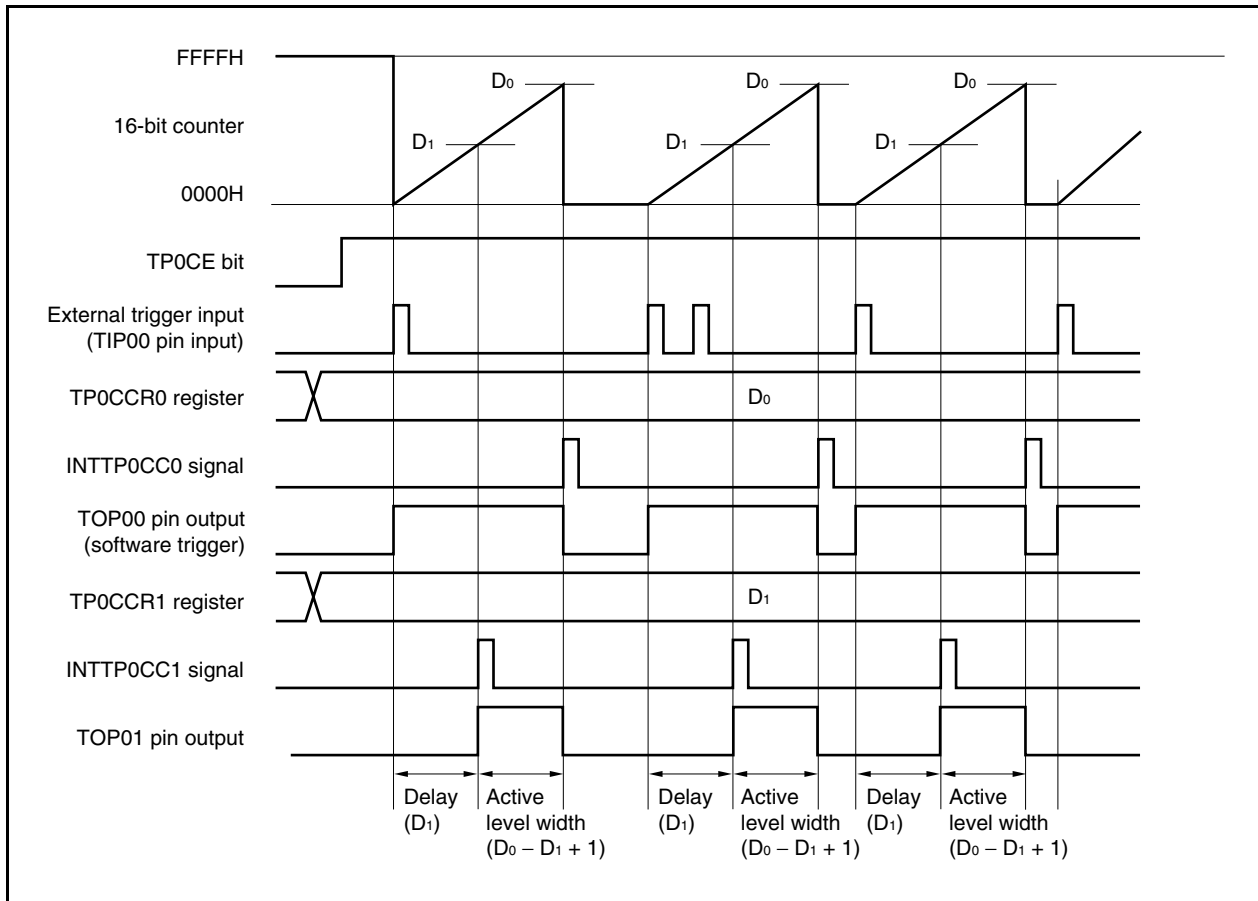 FFFFH
D₀
D₀
D₀
16-bit counter
D₁
D₁
D₁
0000H
TP0CE bit
External trigger input
(TIP00 pin input)
TP0CCR0 register
D₀
INTTP0CC0 signal
TOP00 pin output
(software trigger)
TP0CCR1 register
D₁
INTTP0CC1 signal
TOP01 pin output
Delay
(D₁)
Active
level width
(D₀ − D₁ + 1)
Delay
(D₁)
Active
level width
(D₀ − D₁ + 1)
Delay
(D₁)
Active
level width
(D₀ − D₁ + 1)